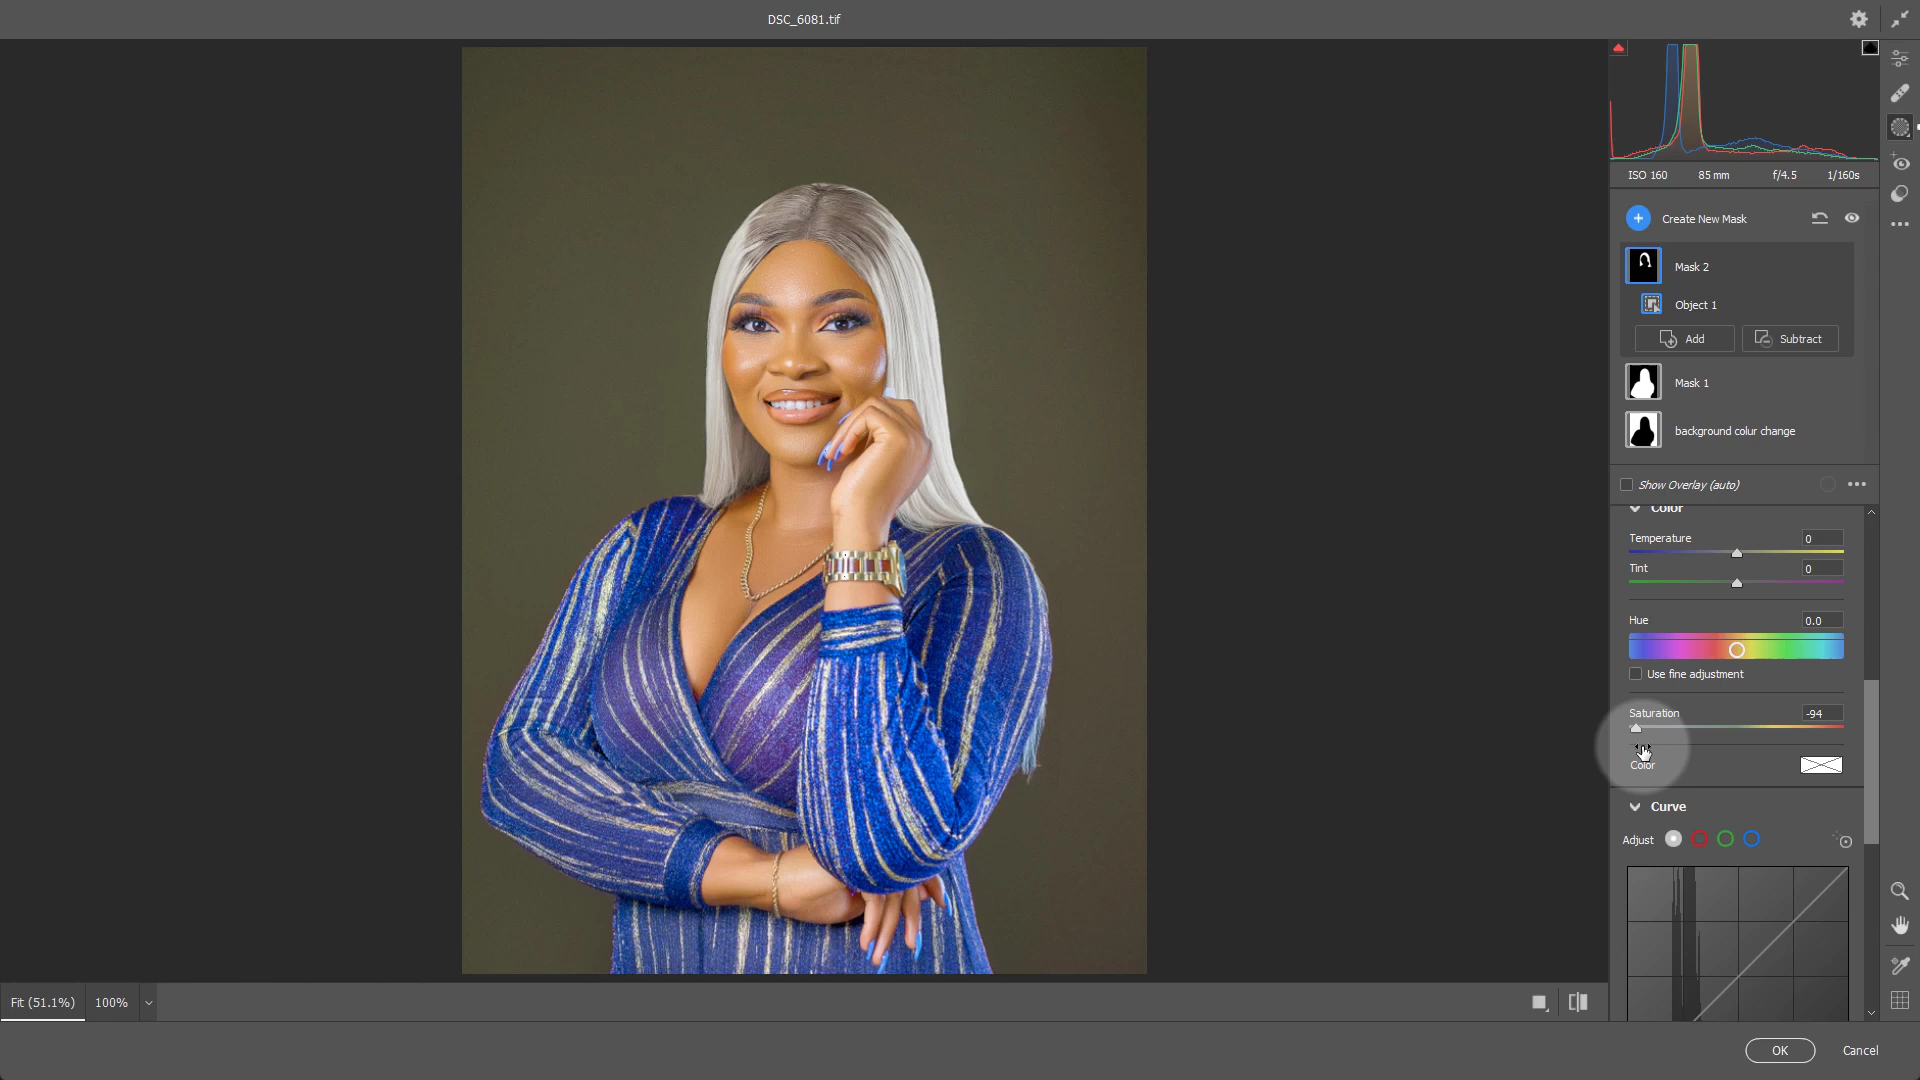 DSC_6081.tif
ISO 160 85 mm f/4.5 1/160s
Create New Mask
Mask 2
Object 1
Add Subtract
Mask 1
background colur change
Show Overlay (auto)
Color
Temperature 0
Tint 0
Hue 0.0
Use fine adjustment
Saturation -94
Color
Curve
Adjust
Fit (51.1%) 100%
OK Cancel